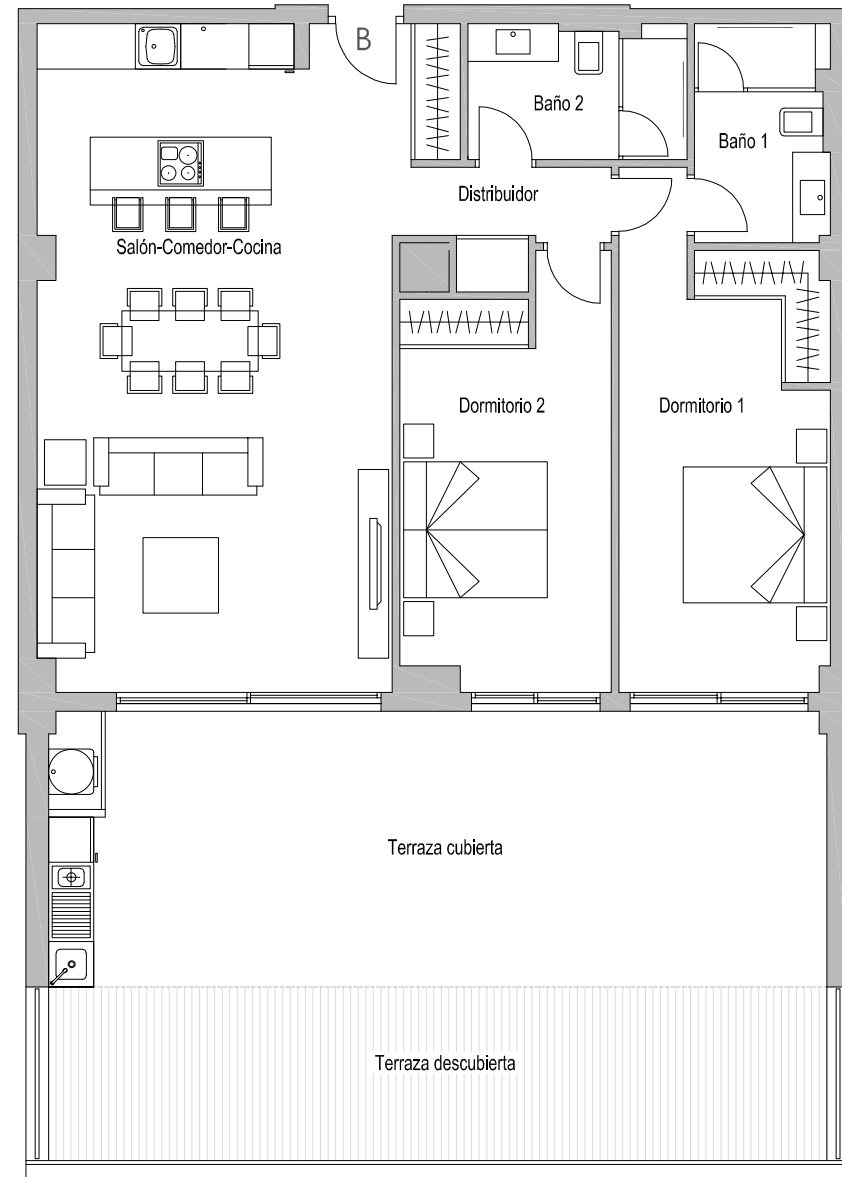 B
Baño 2
Baño 1
Distribuidor
Salón-Comedor-Cocina
Dormitorio 2
Dormitorio 1
Terraza cubierta
Terraza descubierta